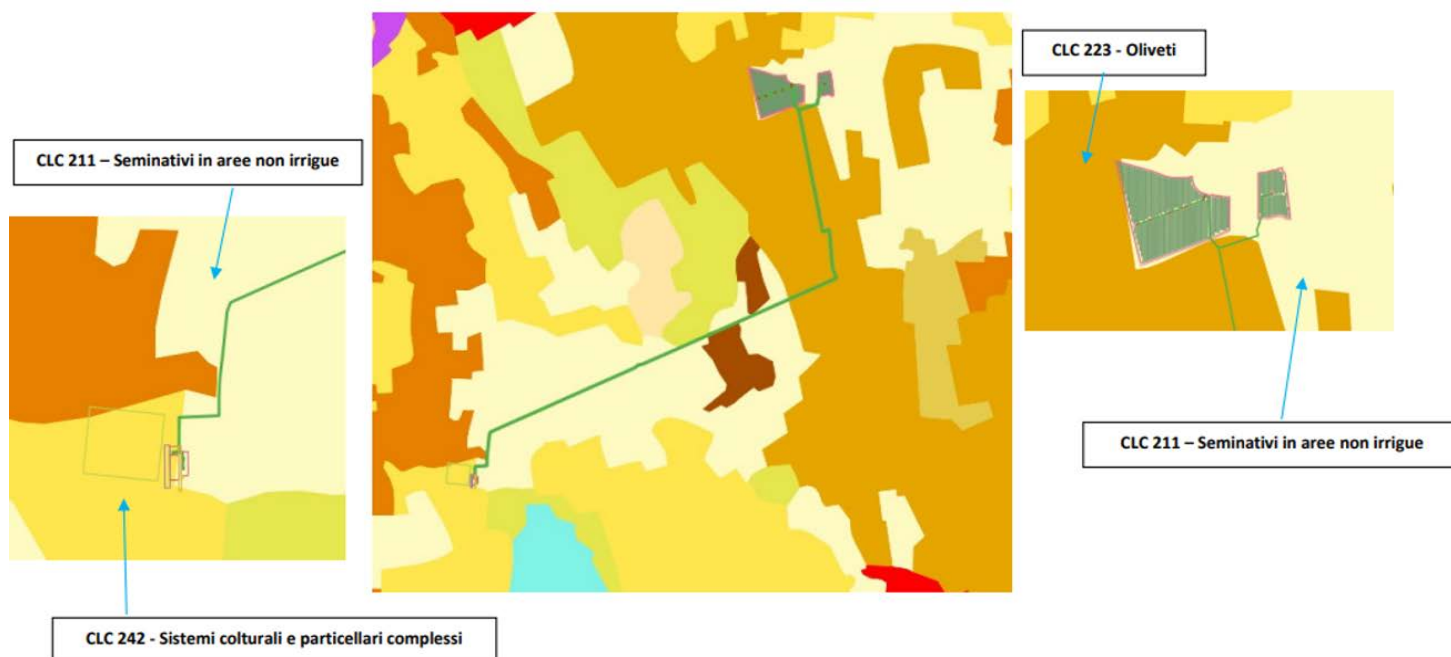 CLC 223 - Oliveti
CLC 211 – Seminativi in aree non irrigue
CLC 211 – Seminativi in aree non irrigue
CLC 242 - Sistemi colturali e particellari complessi